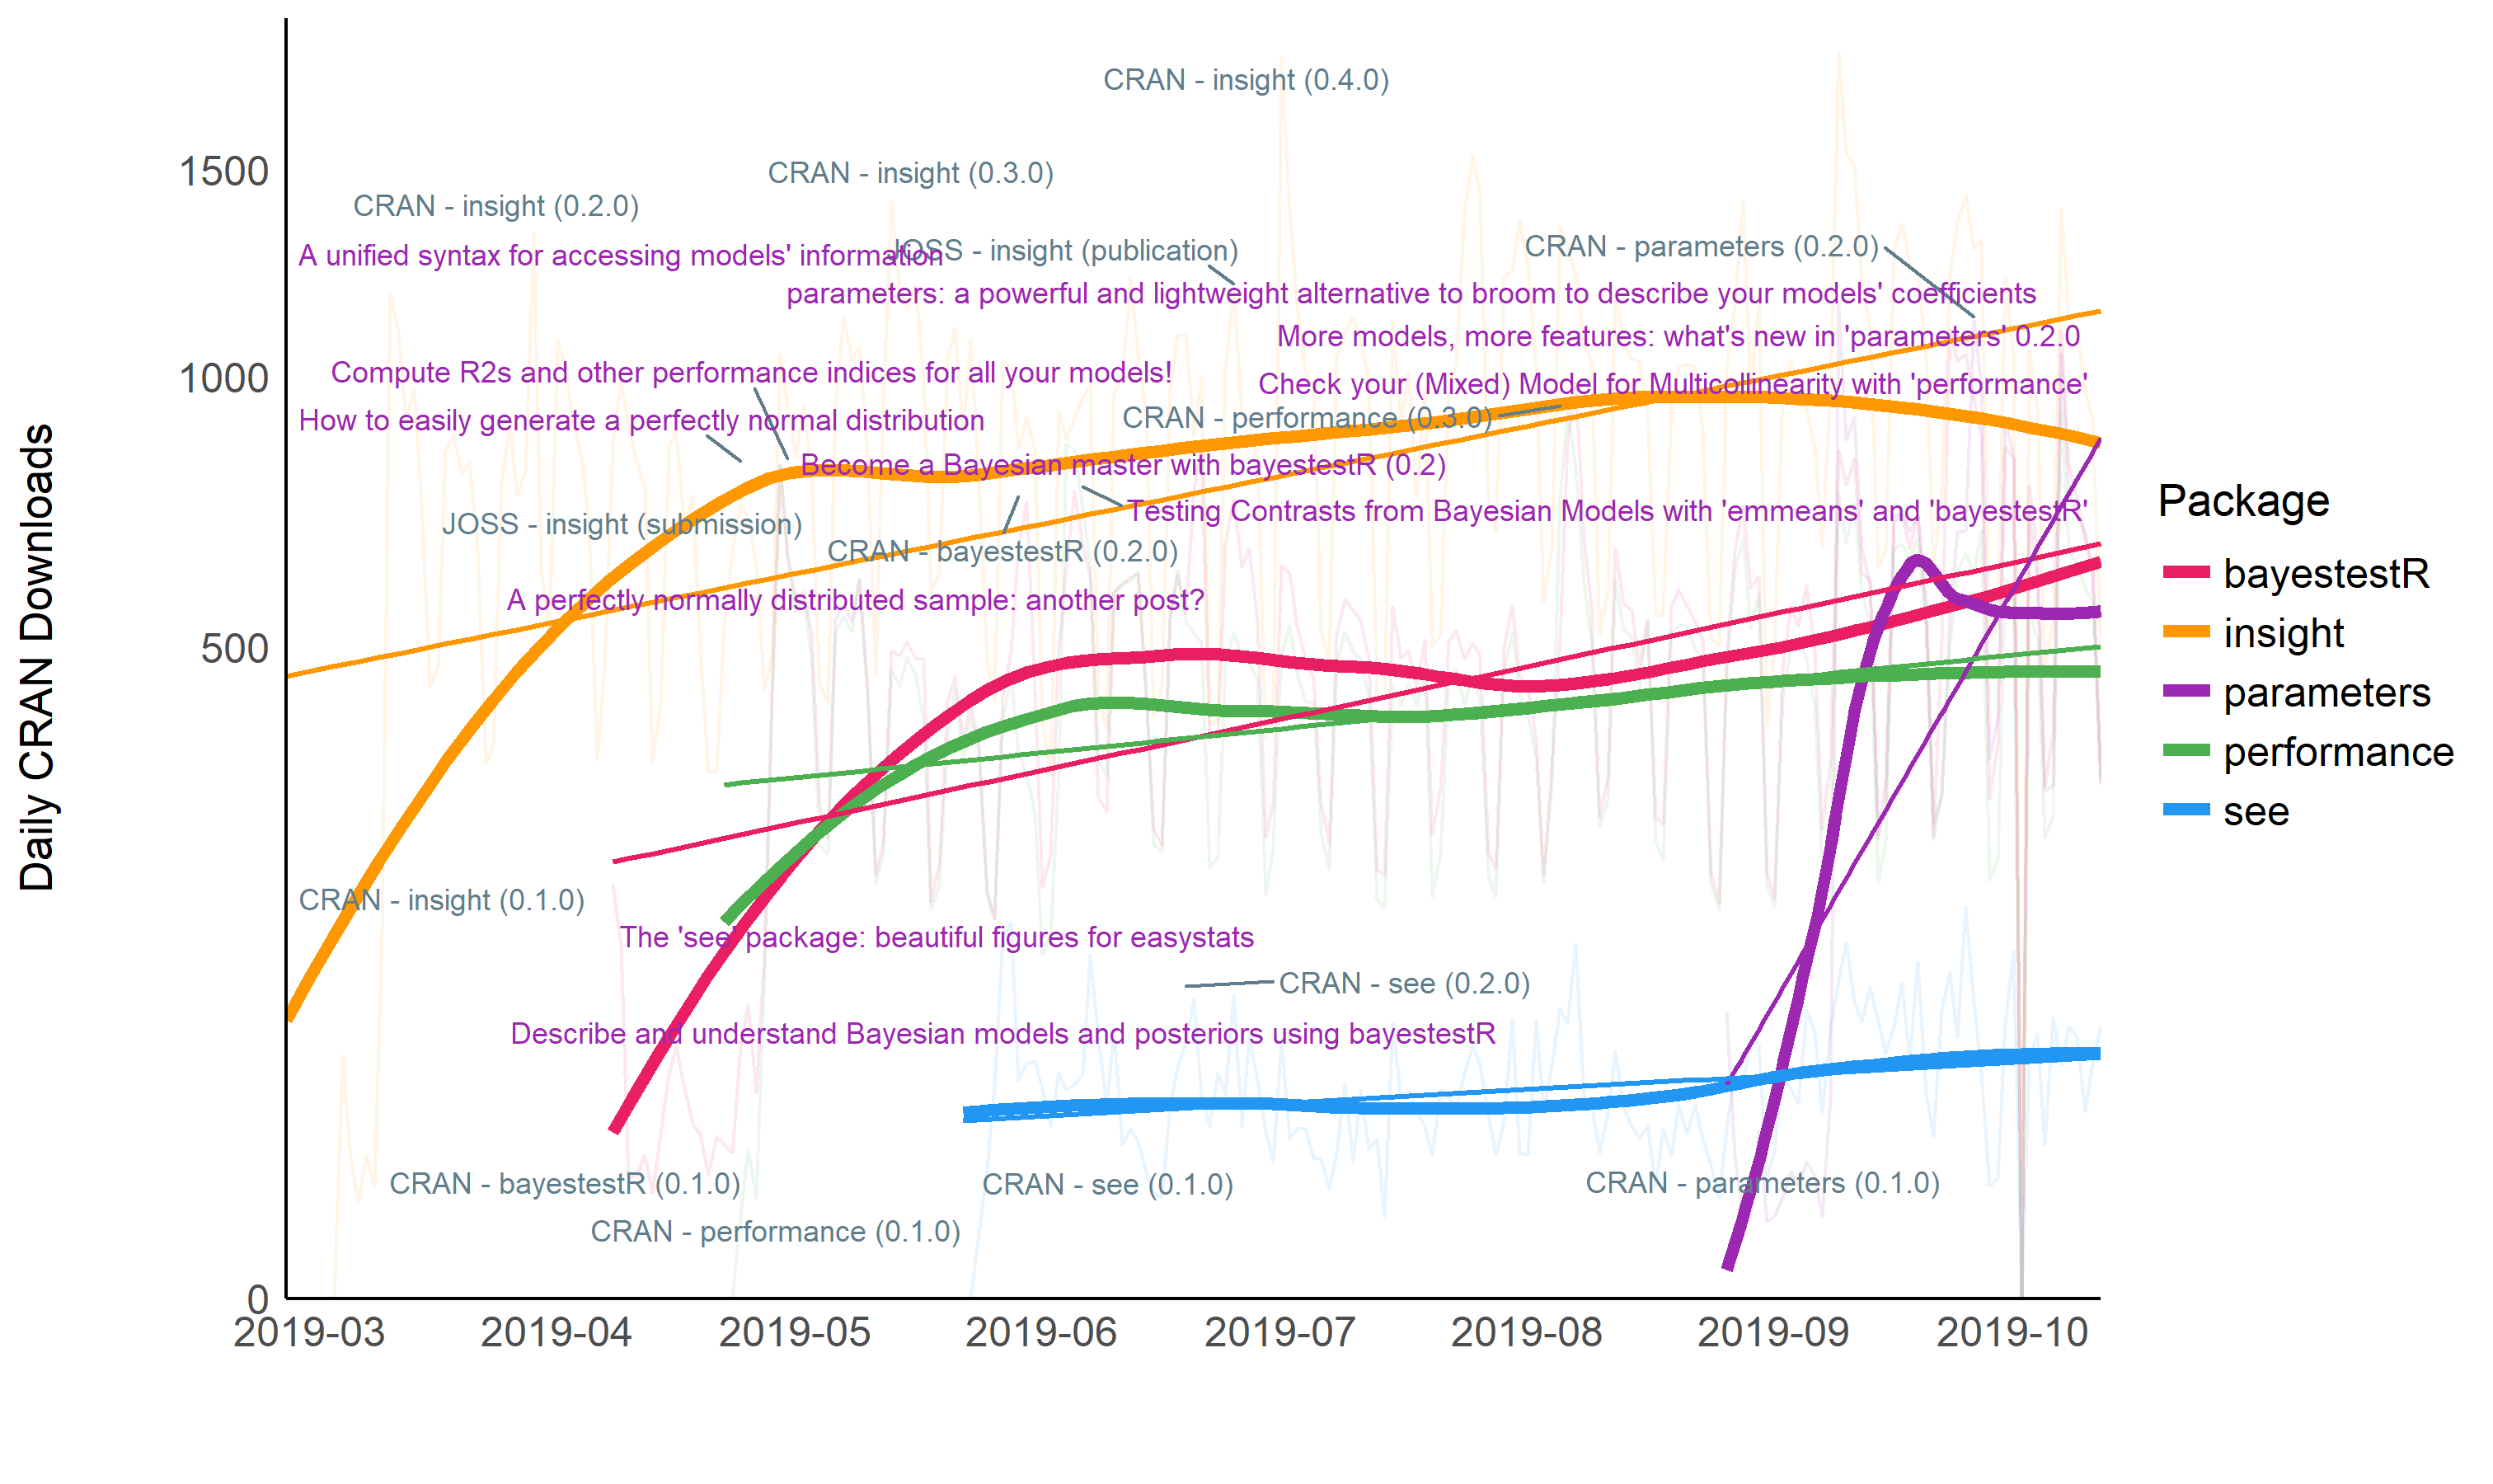 CRAN - insight (0.4.0)
1500
CRAN - insight (0.3.0)
CRAN - insight (0.2.0)
A unified syntax for accessing models' information
JOSS - insight (publication)
CRAN - parameters (0.2.0)
parameters: a powerful and lightweight alternative to broom to describe your models' coefficients
More models, more features: what's new in 'parameters' 0.2.0
1000
Compute R2s and other performance indices for all your models!
Check your (Mixed) Model for Multicollinearity with 'performance'
How to easily generate a perfectly normal distribution
CRAN - performance (0.3.0)
Become a Bayesian master with bayestestR (0.2)
Testing Contrasts from Bayesian Models with 'emmeans' and 'bayestestR'
JOSS - insight (submission)
CRAN - bayestestR (0.2.0)
A perfectly normally distributed sample: another post?
500
Daily CRAN Downloads
CRAN - insight (0.1.0)
The 'see' package: beautiful figures for easystats
CRAN - see (0.2.0)
Describe and understand Bayesian models and posteriors using bayestestR
CRAN - bayestestR (0.1.0)
CRAN - see (0.1.0)
CRAN - parameters (0.1.0)
CRAN - performance (0.1.0)
0
2019-03 2019-04 2019-05 2019-06 2019-07 2019-08 2019-09 2019-10
Package
bayestestR
insight
parameters
performance
see